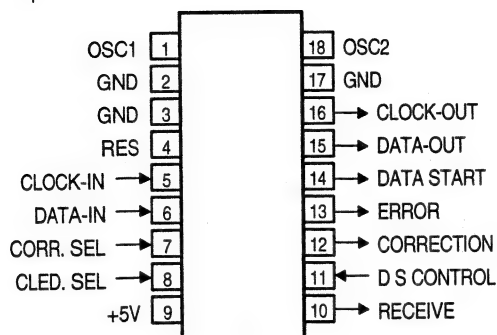 OSC1 1 18 OSC2
GND 2 17 GND
GND 3 16 CLOCK-OUT
RES 4 15 DATA-OUT
CLOCK-IN 5 14 DATA START
DATA-IN 6 13 ERROR
CORR. SEL 7 12 CORRECTION
CLED. SEL 8 11 D S CONTROL
+5V 9 10 RECEIVE